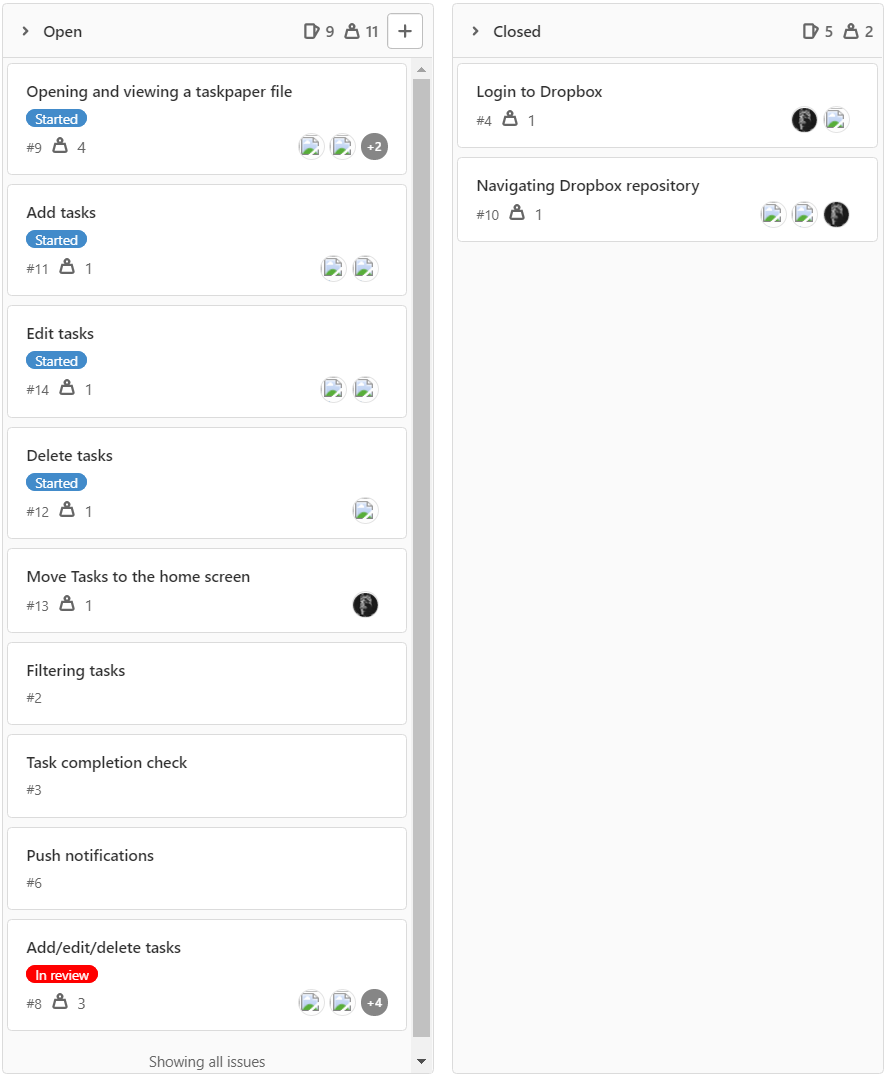 Open 9 11
Opening and viewing a taskpaper file
Started
#9 4 +2
Add tasks
Started
#11 1
Edit tasks
Started
#14 1
Delete tasks
Started
#12 1
Move Tasks to the home screen
#13 1
Filtering tasks
#2
Task completion check
#3
Push notifications
#6
Add/edit/delete tasks
In review
#8 3 +4
Showing all issues
Closed 5 2
Login to Dropbox
#4 1
Navigating Dropbox repository
#10 1